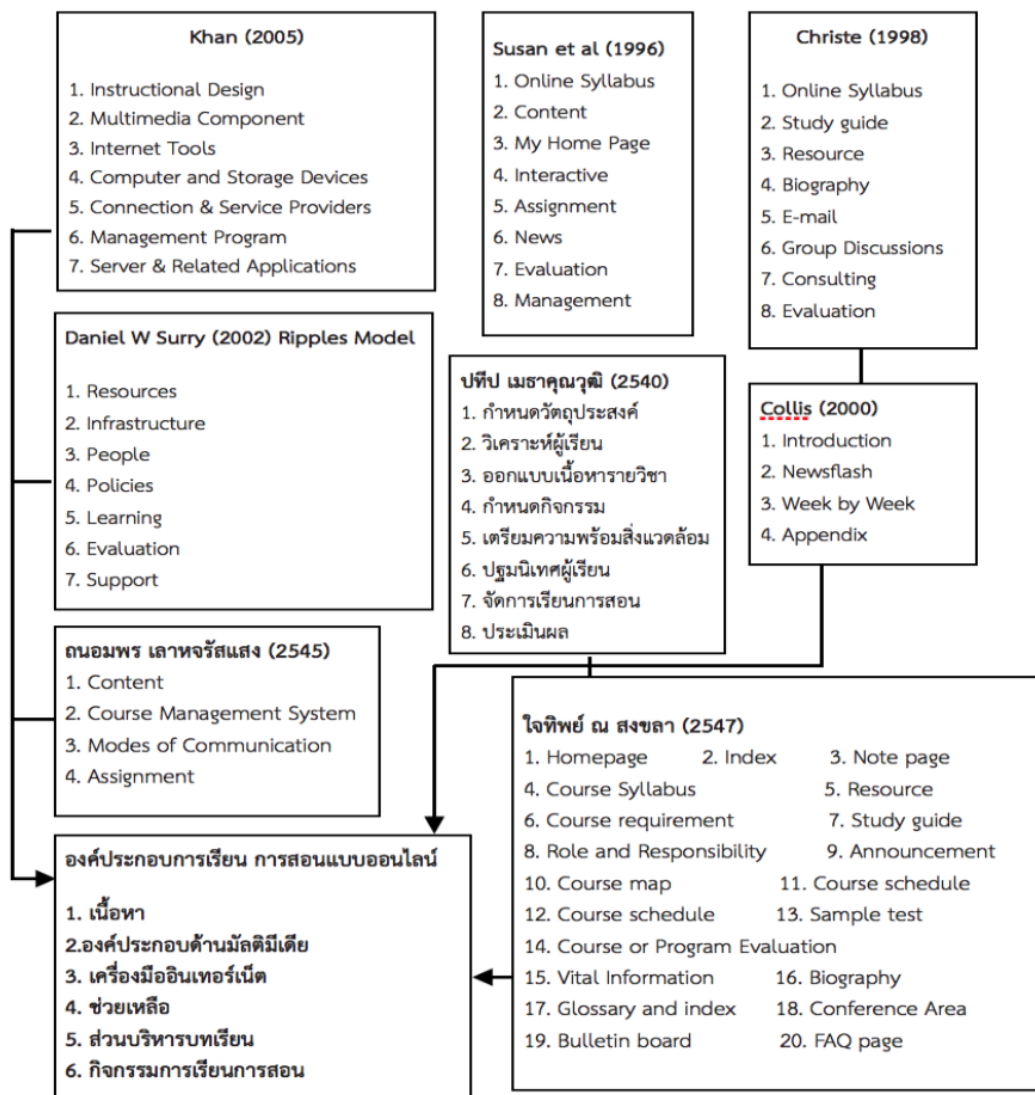 Khan (2005)
1. Instructional Design
2. Multimedia Component
3. Internet Tools
4. Computer and Storage Devices
5. Connection & Service Providers
6. Management Program
7. Server & Related Applications
Susan et al (1996)
1. Online Syllabus
2. Content
3. My Home Page
4. Interactive
5. Assignment
6. News
7. Evaluation
8. Management
Christe (1998)
1. Online Syllabus
2. Study guide
3. Resource
4. Biography
5. E-mail
6. Group Discussions
7. Consulting
8. Evaluation
Daniel W Surry (2002) Ripples Model
1. Resources
2. Infrastructure
3. People
4. Policies
5. Learning
6. Evaluation
7. Support
ปทีป เมธาคุณวุฒิ (2540)
1. กำหนดวัตถุประสงค์
2. วิเคราะห์ผู้เรียน
3. ออกแบบเนื้อหารายวิชา
4. กำหนดกิจกรรม
5. เตรียมความพร้อมสิ่งแวดล้อม
6. ปฐมนิเทศผู้เรียน
7. จัดการเรียนการสอน
8. ประเมินผล
Collis (2000)
1. Introduction
2. Newsflash
3. Week by Week
4. Appendix
ถนอมพร เลาหจรัสแสง (2545)
1. Content
2. Course Management System
3. Modes of Communication
4. Assignment
ใจทิพย์ ณ สงขลา (2547)
1. Homepage 2. Index 3. Note page
4. Course Syllabus 5. Resource
6. Course requirement 7. Study guide
8. Role and Responsibility 9. Announcement
10. Course map 11. Course schedule
12. Course schedule 13. Sample test
14. Course or Program Evaluation
15. Vital Information 16. Biography
17. Glossary and index 18. Conference Area
19. Bulletin board 20. FAQ page
องค์ประกอบการเรียน การสอนแบบออนไลน์
1. เนื้อหา
2.องค์ประกอบด้านมัลติมีเดีย
3. เครื่องมืออินเทอร์เน็ต
4. ช่วยเหลือ
5. ส่วนบริหารบทเรียน
6. กิจกรรมการเรียนการสอน